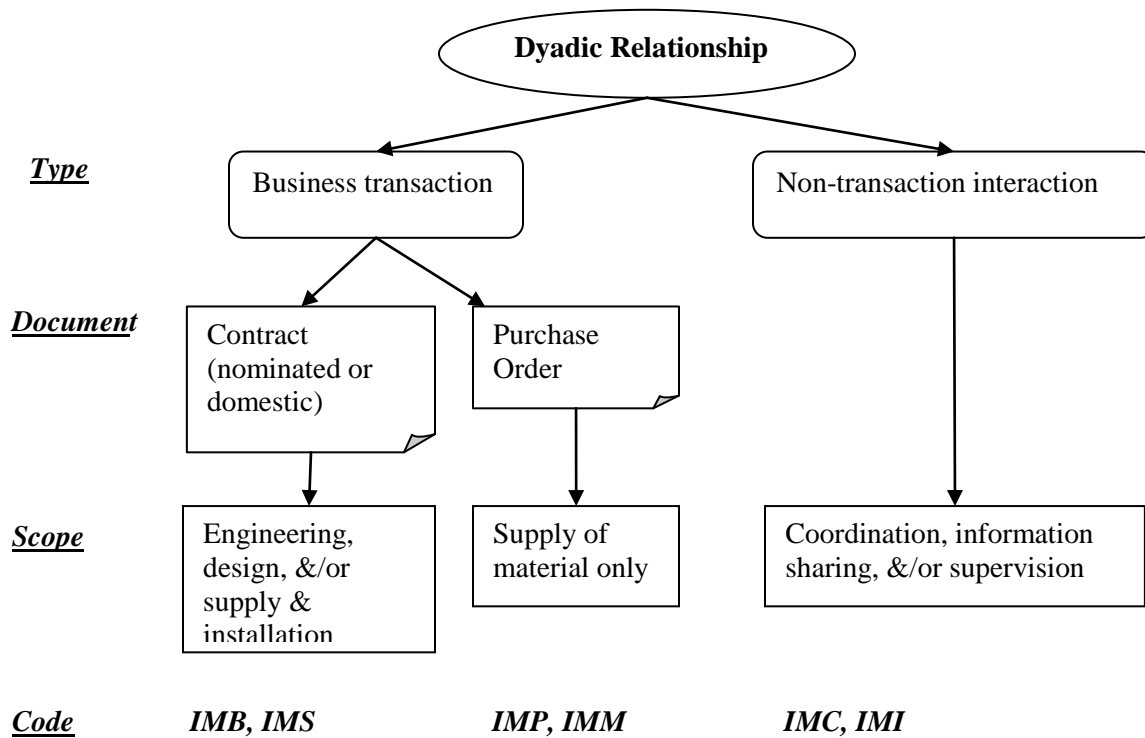 Dyadic Relationship
Type
Business transaction
Non-transaction interaction
Document
Contract
(nominated or
domestic)
Purchase
Order
Scope
Engineering,
design, &/or
supply &
installation
Supply of
material only
Coordination, information
sharing, &/or supervision
Code
IMB, IMS
IMP, IMM
IMC, IMI